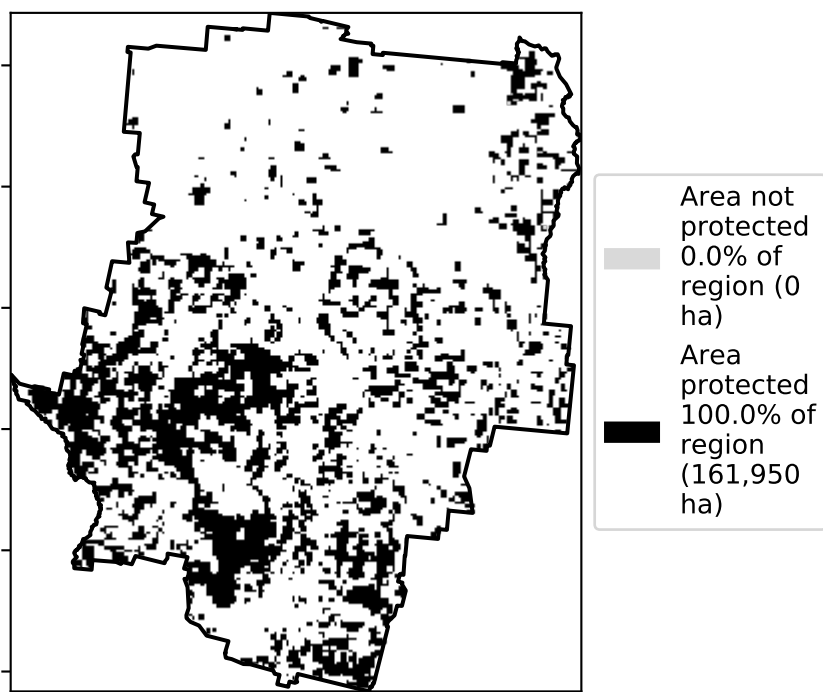 Area not
protected
0.0% of
region (0
ha)
Area
protected
100.0% of
region
(161,950
ha)